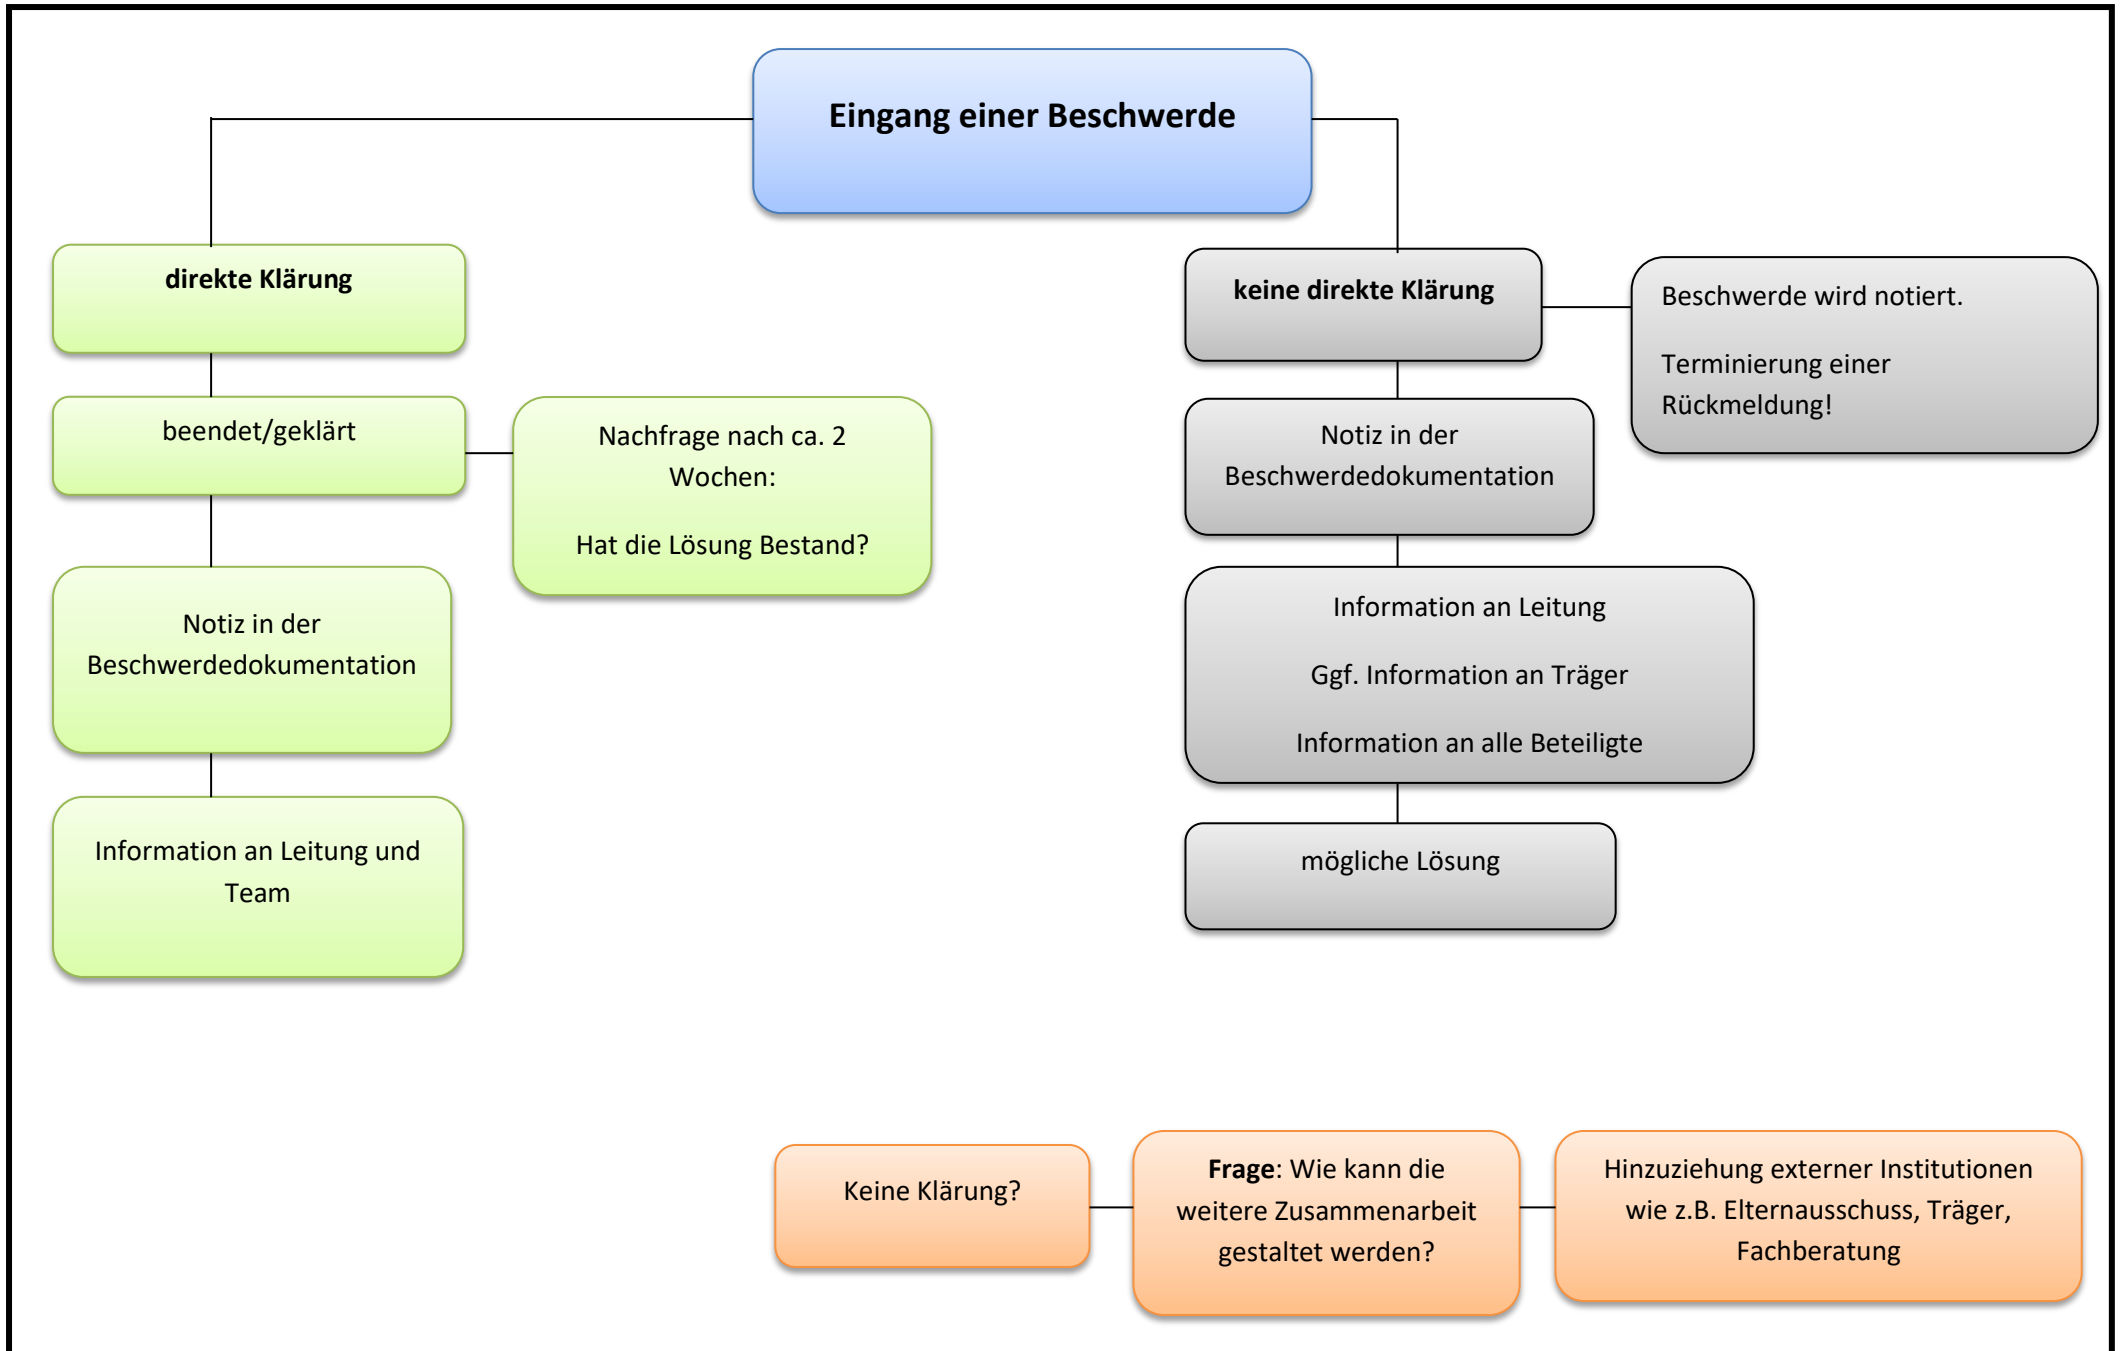 Eingang einer Beschwerde
direkte Klärung
beendet/geklärt
Nachfrage nach ca. 2
Wochen:
Hat die Lösung Bestand?
Notiz in der
Beschwerdedokumentation
Information an Leitung und
Team
keine direkte Klärung
Beschwerde wird notiert.
Terminierung einer
Rückmeldung!
Notiz in der
Beschwerdedokumentation
Information an Leitung
Ggf. Information an Träger
Information an alle Beteiligte
mögliche Lösung
Keine Klärung?
Frage: Wie kann die
weitere Zusammenarbeit
gestaltet werden?
Hinzuziehung externer Institutionen
wie z.B. Elternausschuss, Träger,
Fachberatung